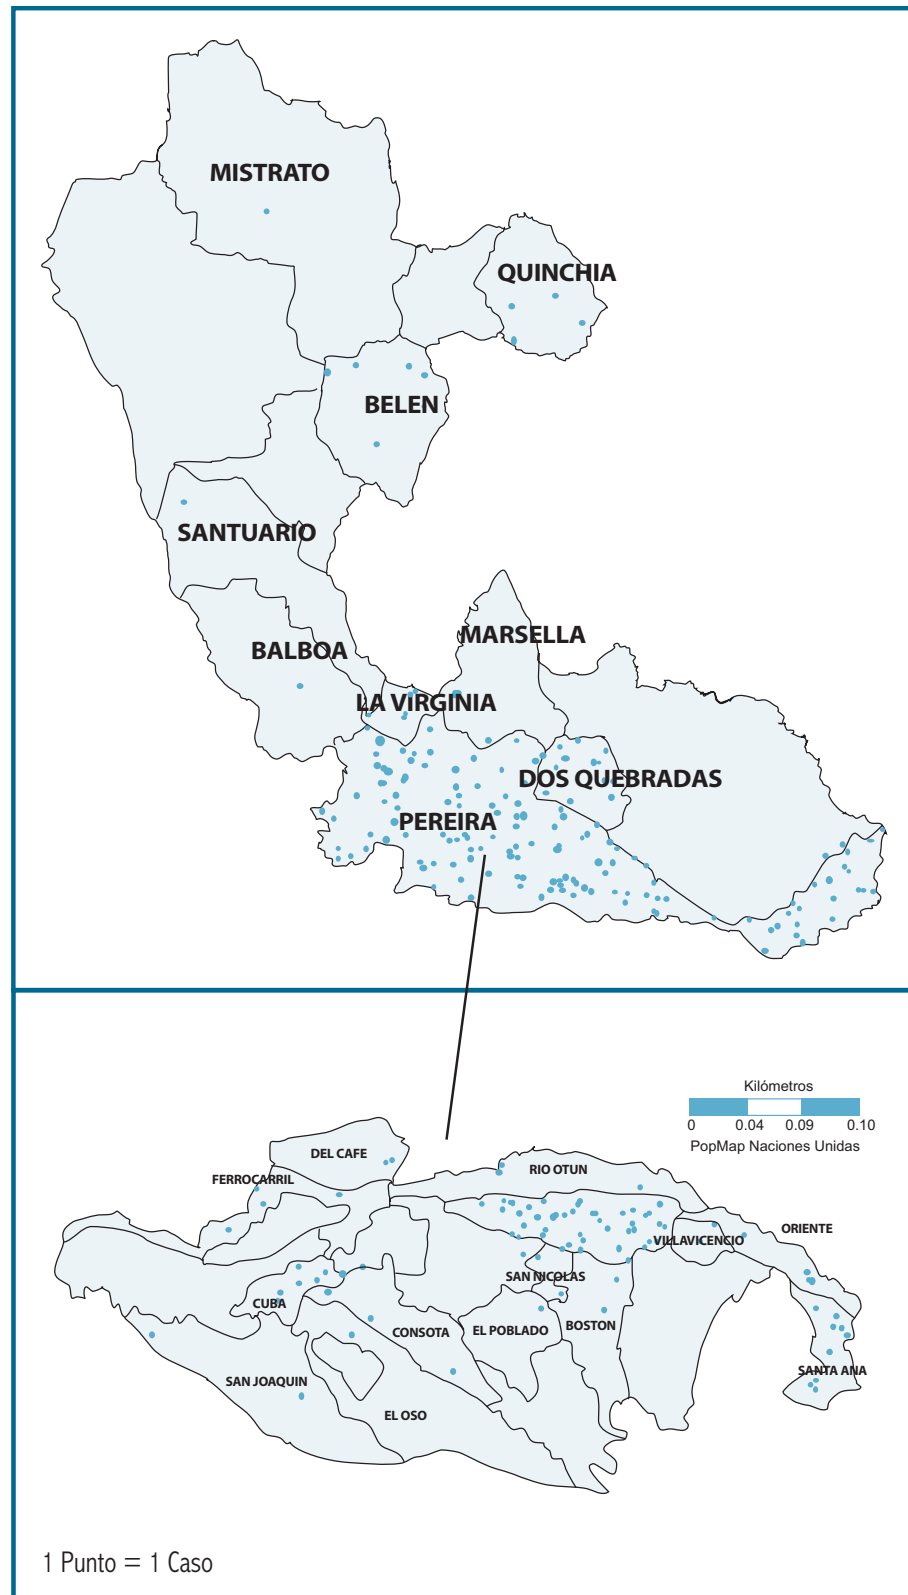 MISTRATO
QUINCHIA
BELEN
SANTUARIO
MARSELLA
BALBOA
LA VIRGINIA
DOS QUEBRADAS
PEREIRA
Kilómetros
0 0.04 0.09 0.10
PopMap Naciones Unidas
DEL CAFE
RIO OTUN
FERROCARRIL
ORIENTE
VILLAVICENCIO
SAN NICOLAS
CUBA
BOSTON
EL POBLADO
CONSOTA
SANTA ANA
SAN JOAQUIN
EL OSO
1 Punto = 1 Caso